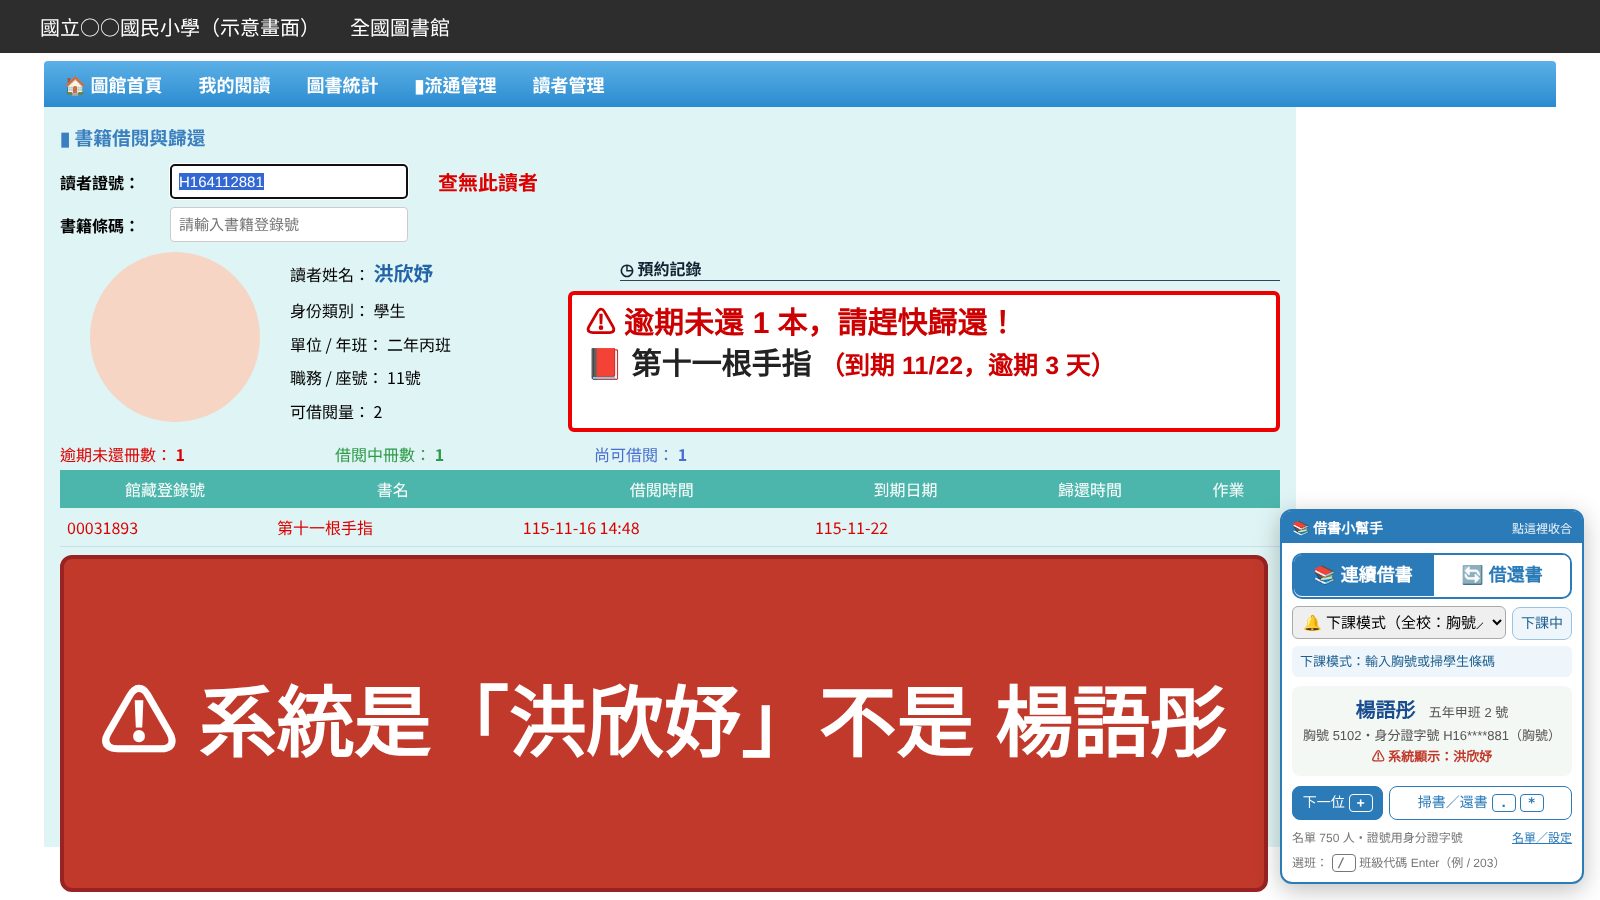 國立○○國民小學（示意畫面） 全國圖書館
🏠 圖館首頁 我的閱讀 圖書統計 ▮流通管理 讀者管理
▮ 書籍借閱與歸還
讀者證號： H164112881 查無此讀者
書籍條碼： 請輸入書籍登錄號
讀者姓名： 洪欣妤
身份類別： 學生
單位 / 年班： 二年丙班
職務 / 座號： 11號
可借閱量： 2
◷ 預約記錄
⚠ 逾期未還 1 本，請趕快歸還！
📕 第十一根手指 （到期 11/22，逾期 3 天）
逾期未還冊數： 1 借閱中冊數： 1 尚可借閱： 1
館藏登錄號 書名 借閱時間 到期日期 歸還時間 作業
00031893 第十一根手指 115-11-16 14:48 115-11-22
⚠ 系統是「洪欣妤」不是 楊語彤
📚 借書小幫手 點這裡收合
📚 連續借書 🔄 借還書
🔔 下課模式（全校：胸號／ 下課中
下課模式：輸入胸號或掃學生條碼
楊語彤 五年甲班 2 號
胸號 5102・身分證字號 H16****881（胸號）
⚠ 系統顯示：洪欣妤
下一位 + 掃書／還書 . *
名單 750 人・證號用身分證字號 名單／設定
選班： / 班級代碼 Enter（例 / 203）